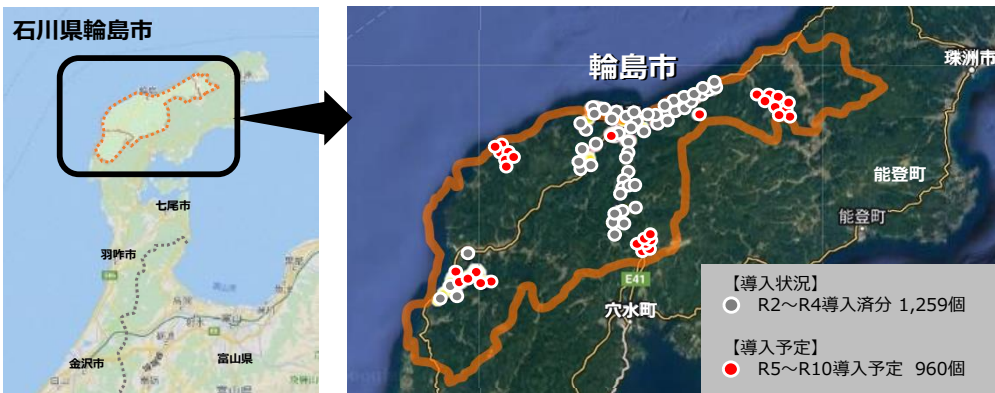 石川県輪島市
七尾市
羽咋市
金沢市
富山県
輪島市
珠洲市
能登町
能登町
E41
穴水町
【導入状況】
R2～R4導入済分 1,259個
【導入予定】
R5～R10導入予定 960個